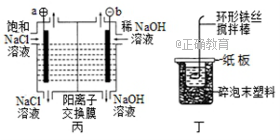 a
b
饱和
NaCl
溶液
稀
NaOH
溶液
NaCl
溶液
阳离子
交换膜
NaOH
溶液
丙
环形铁丝
搅拌棒
@正确教育
纸板
碎泡末塑料
丁